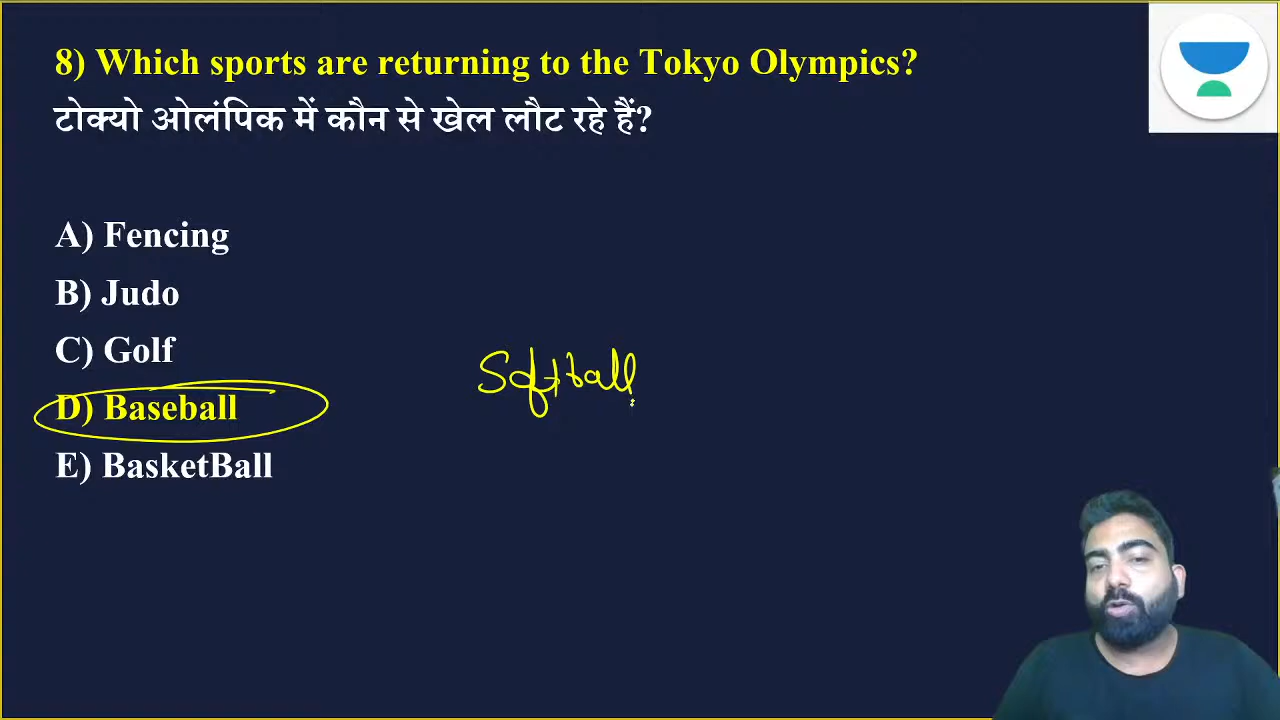 8) Which sports are returning to the Tokyo Olympics?
टोक्यो ओलंपिक में कौन से खेल लौट रहे हैं?
A) Fencing
B) Judo
C) Golf
Softball
D) Baseball
E) BasketBall